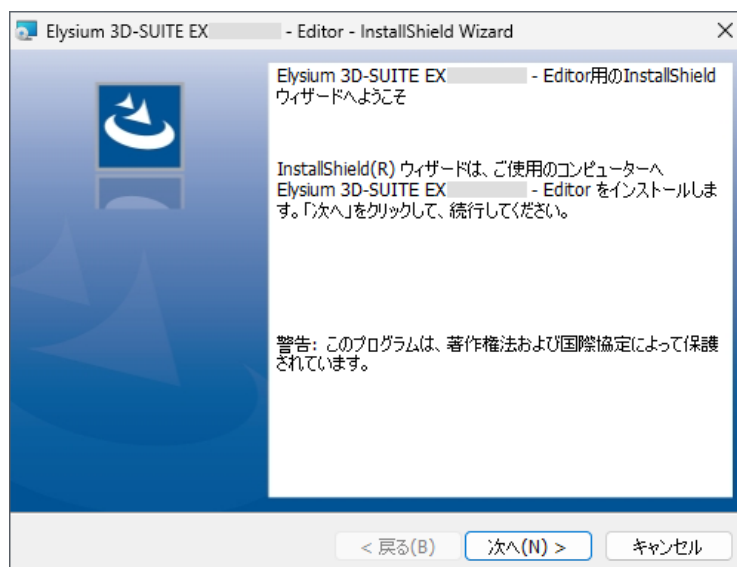 Elysium 3D-SUITE EX - Editor - InstallShield Wizard
Elysium 3D-SUITE EX - Editor用のInstallShield
ウィザードへようこそ
InstallShield(R) ウィザードは、ご使用のコンピューターへ
Elysium 3D-SUITE EX - Editor をインストールしま
す。「次へ」をクリックして、続行してください。
警告: このプログラムは、著作権法および国際協定によって保護
されています。
< 戻る(B)
次へ(N) >
キャンセル